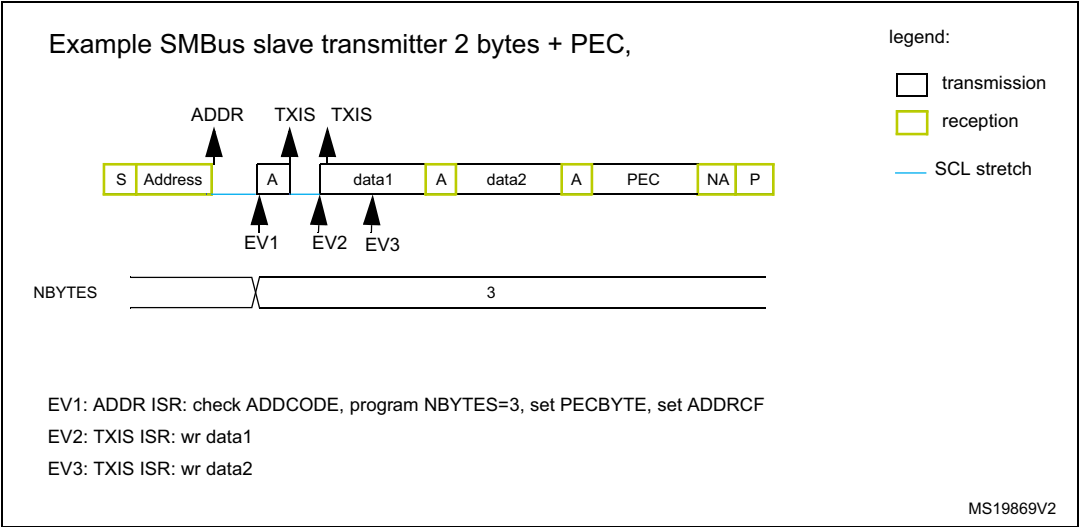 Example SMBus slave transmitter 2 bytes + PEC,
legend:
transmission
reception
SCL stretch
ADDR TXIS TXIS
S Address A data1 A data2 A PEC NA P
EV1 EV2 EV3
NBYTES 3
EV1: ADDR ISR: check ADDCODE, program NBYTES=3, set PECBYTE, set ADDRCF
EV2: TXIS ISR: wr data1
EV3: TXIS ISR: wr data2
MS19869V2